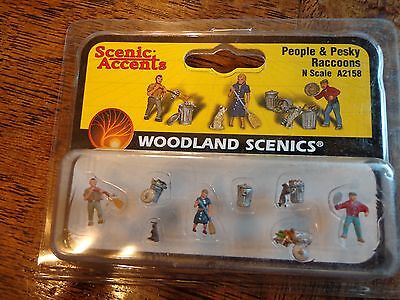 Scenic
Accents
People & Pesky
Raccoons
N Scale A2158
WOODLAND SCENICS®